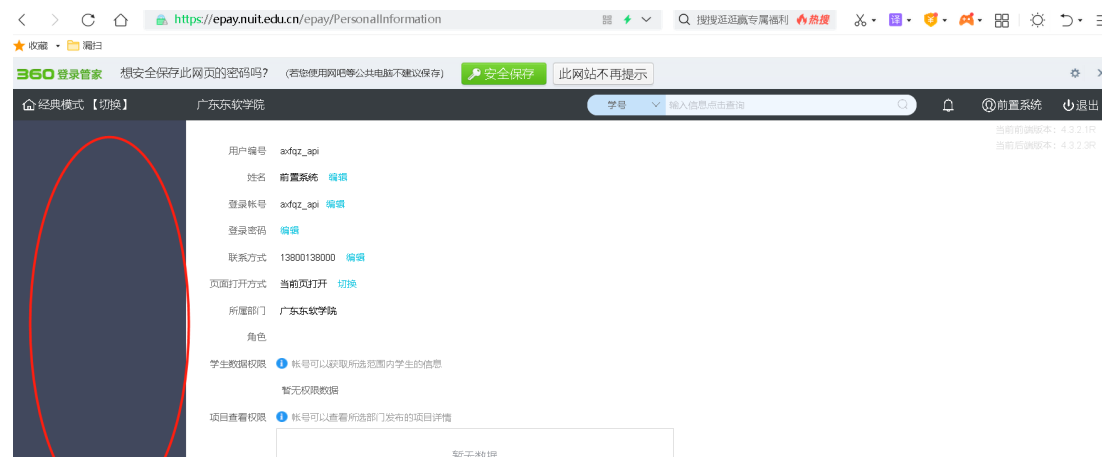 https://epay.nuit.edu.cn/epay/PersonalInformation 搜搜逛逛赢专属福利 热搜
收藏 漏扫
360 登录管家 想安全保存此网页的密码吗? (若您使用网吧等公共电脑不建议保存) 安全保存 此网站不再提示
经典模式 【切换】 广东东软学院 学号 输入信息点击查询 前置系统 退出
当前前端版本: 4.3.2.1R
当前后端版本: 4.3.2.3R
用户编号 axfqz_api
姓名 前置系统 编辑
登录帐号 axfqz_api 编辑
登录密码 编辑
联系方式 13800138000 编辑
页面打开方式 当前页打开 切换
所属部门 广东东软学院
角色
学生数据权限 帐号可以获取所选范围内学生的信息
暂无权限数据
项目查看权限 帐号可以查看所选部门发布的项目详情
暂无数据